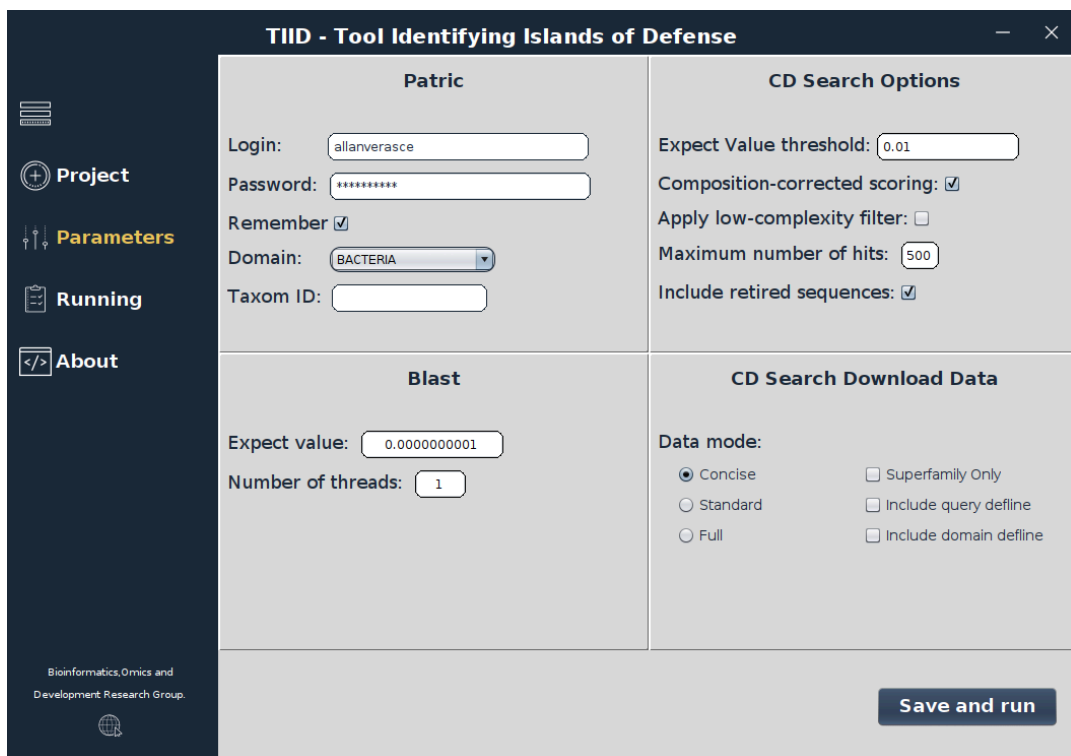 TIID - Tool Identifying Islands of Defense
Project
Parameters
Running
</> About
Bioinformatics,Omics and
Development Research Group.
Patric
Login: allanverasce
Password: **********
Remember
Domain: BACTERIA
Taxom ID:
CD Search Options
Expect Value threshold: 0.01
Composition-corrected scoring:
Apply low-complexity filter:
Maximum number of hits: 500
Include retired sequences:
Blast
Expect value: 0.0000000001
Number of threads: 1
CD Search Download Data
Data mode:
Concise
Superfamily Only
Standard
Include query defline
Full
Include domain defline
Save and run